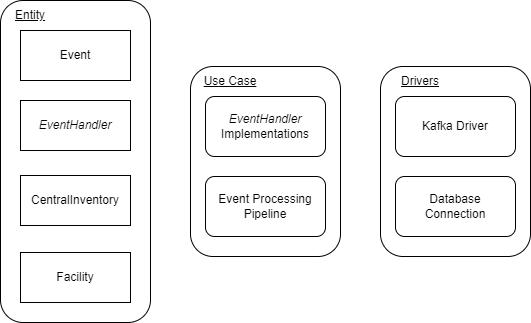 Entity
Event
EventHandler
CentralInventory
Facility
Use Case
EventHandler
Implementations
Event Processing
Pipeline
Drivers
Kafka Driver
Database
Connection